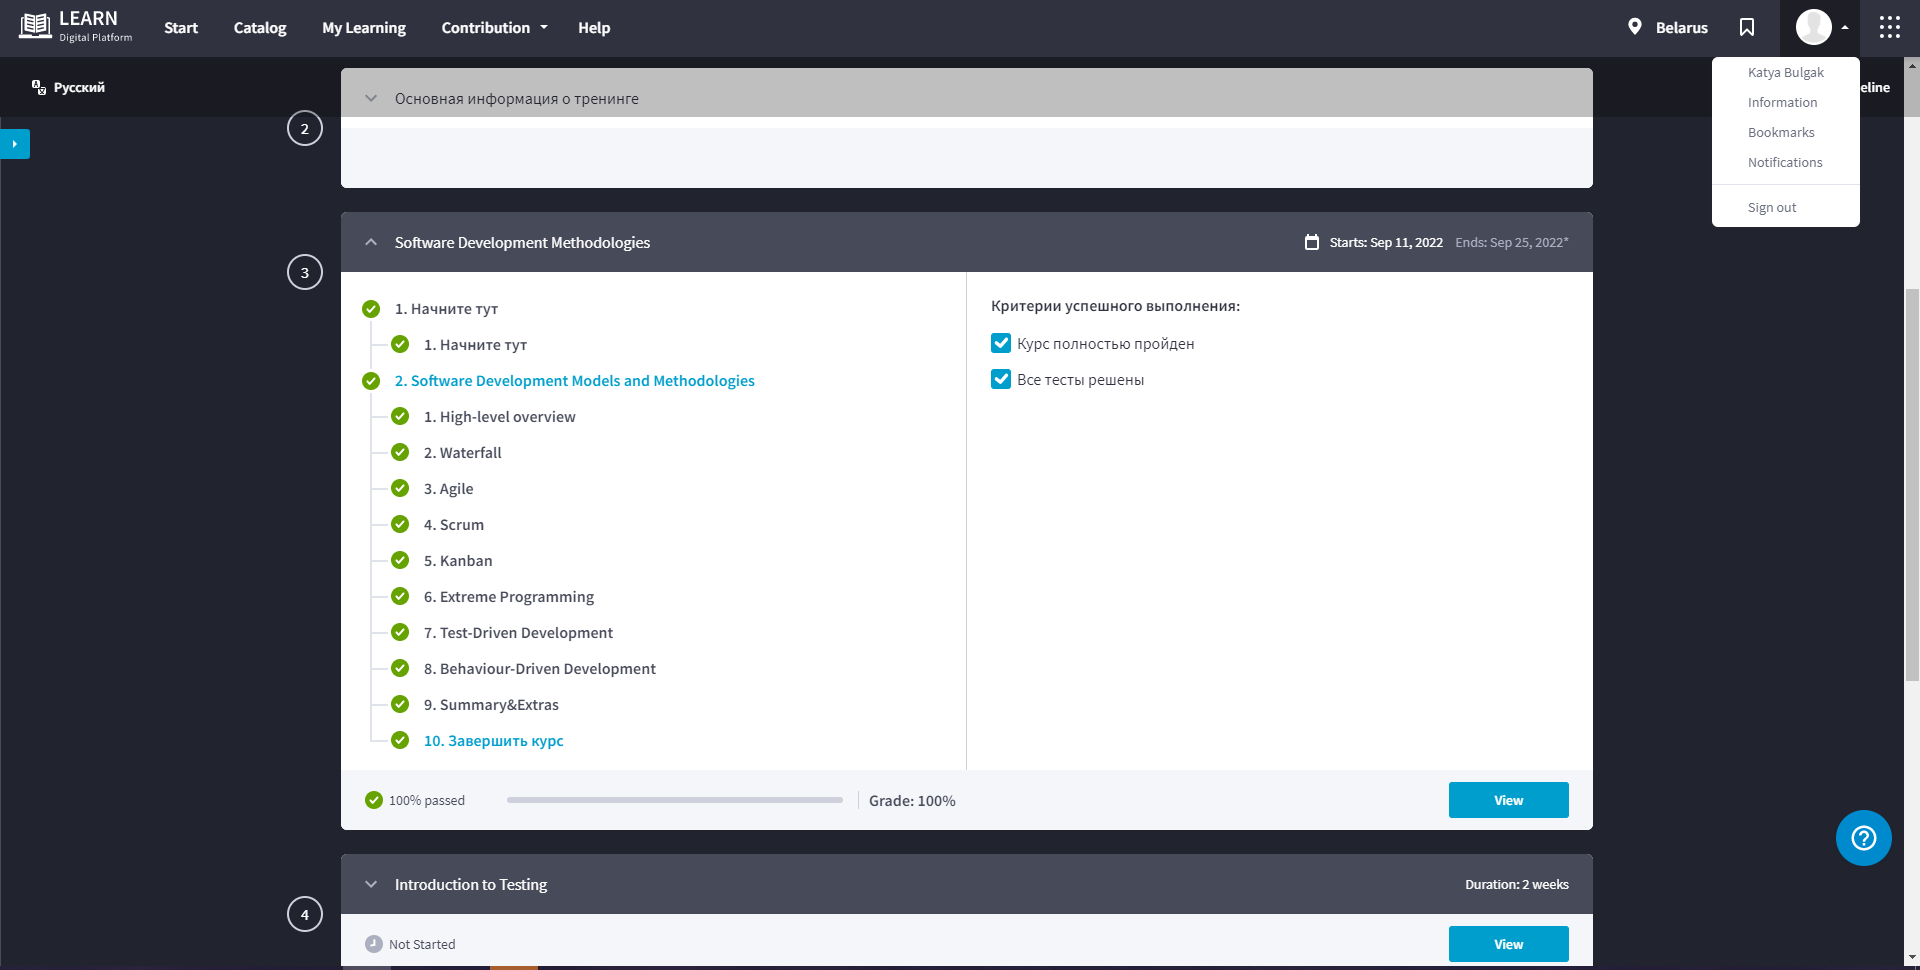 LEARN
Digital Platform
Start
Catalog
My Learning
Contribution
Help
Belarus
Русский
eline
Katya Bulgak
Information
Bookmarks
Notifications
Sign out
2
Основная информация о тренинге
3
Software Development Methodologies
Starts: Sep 11, 2022
Ends: Sep 25, 2022*
1. Начните тут
1. Начните тут
2. Software Development Models and Methodologies
1. High-level overview
2. Waterfall
3. Agile
4. Scrum
5. Kanban
6. Extreme Programming
7. Test-Driven Development
8. Behaviour-Driven Development
9. Summary&Extras
10. Завершить курс
Критерии успешного выполнения:
Курс полностью пройден
Все тесты решены
100% passed
Grade: 100%
View
4
Introduction to Testing
Duration: 2 weeks
Not Started
View